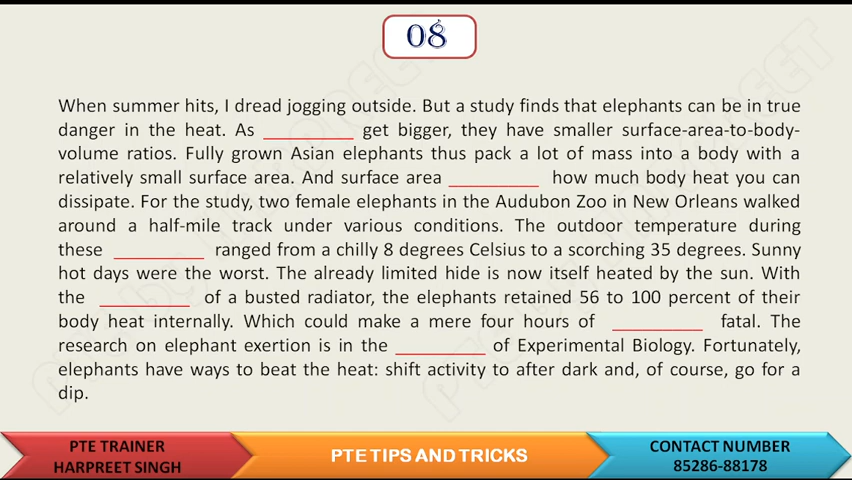 08
When summer hits, I dread jogging outside. But a study finds that elephants can be in true
danger in the heat. As __________ get bigger, they have smaller surface-area-to-body-
volume ratios. Fully grown Asian elephants thus pack a lot of mass into a body with a
relatively small surface area. And surface area __________ how much body heat you can
dissipate. For the study, two female elephants in the Audubon Zoo in New Orleans walked
around a half-mile track under various conditions. The outdoor temperature during
these __________ ranged from a chilly 8 degrees Celsius to a scorching 35 degrees. Sunny
hot days were the worst. The already limited hide is now itself heated by the sun. With
the __________ of a busted radiator, the elephants retained 56 to 100 percent of their
body heat internally. Which could make a mere four hours of __________ fatal. The
research on elephant exertion is in the __________ of Experimental Biology. Fortunately,
elephants have ways to beat the heat: shift activity to after dark and, of course, go for a
dip.
PTE TRAINER
HARPREET SINGH
PTE TIPS AND TRICKS
CONTACT NUMBER
85286-88178